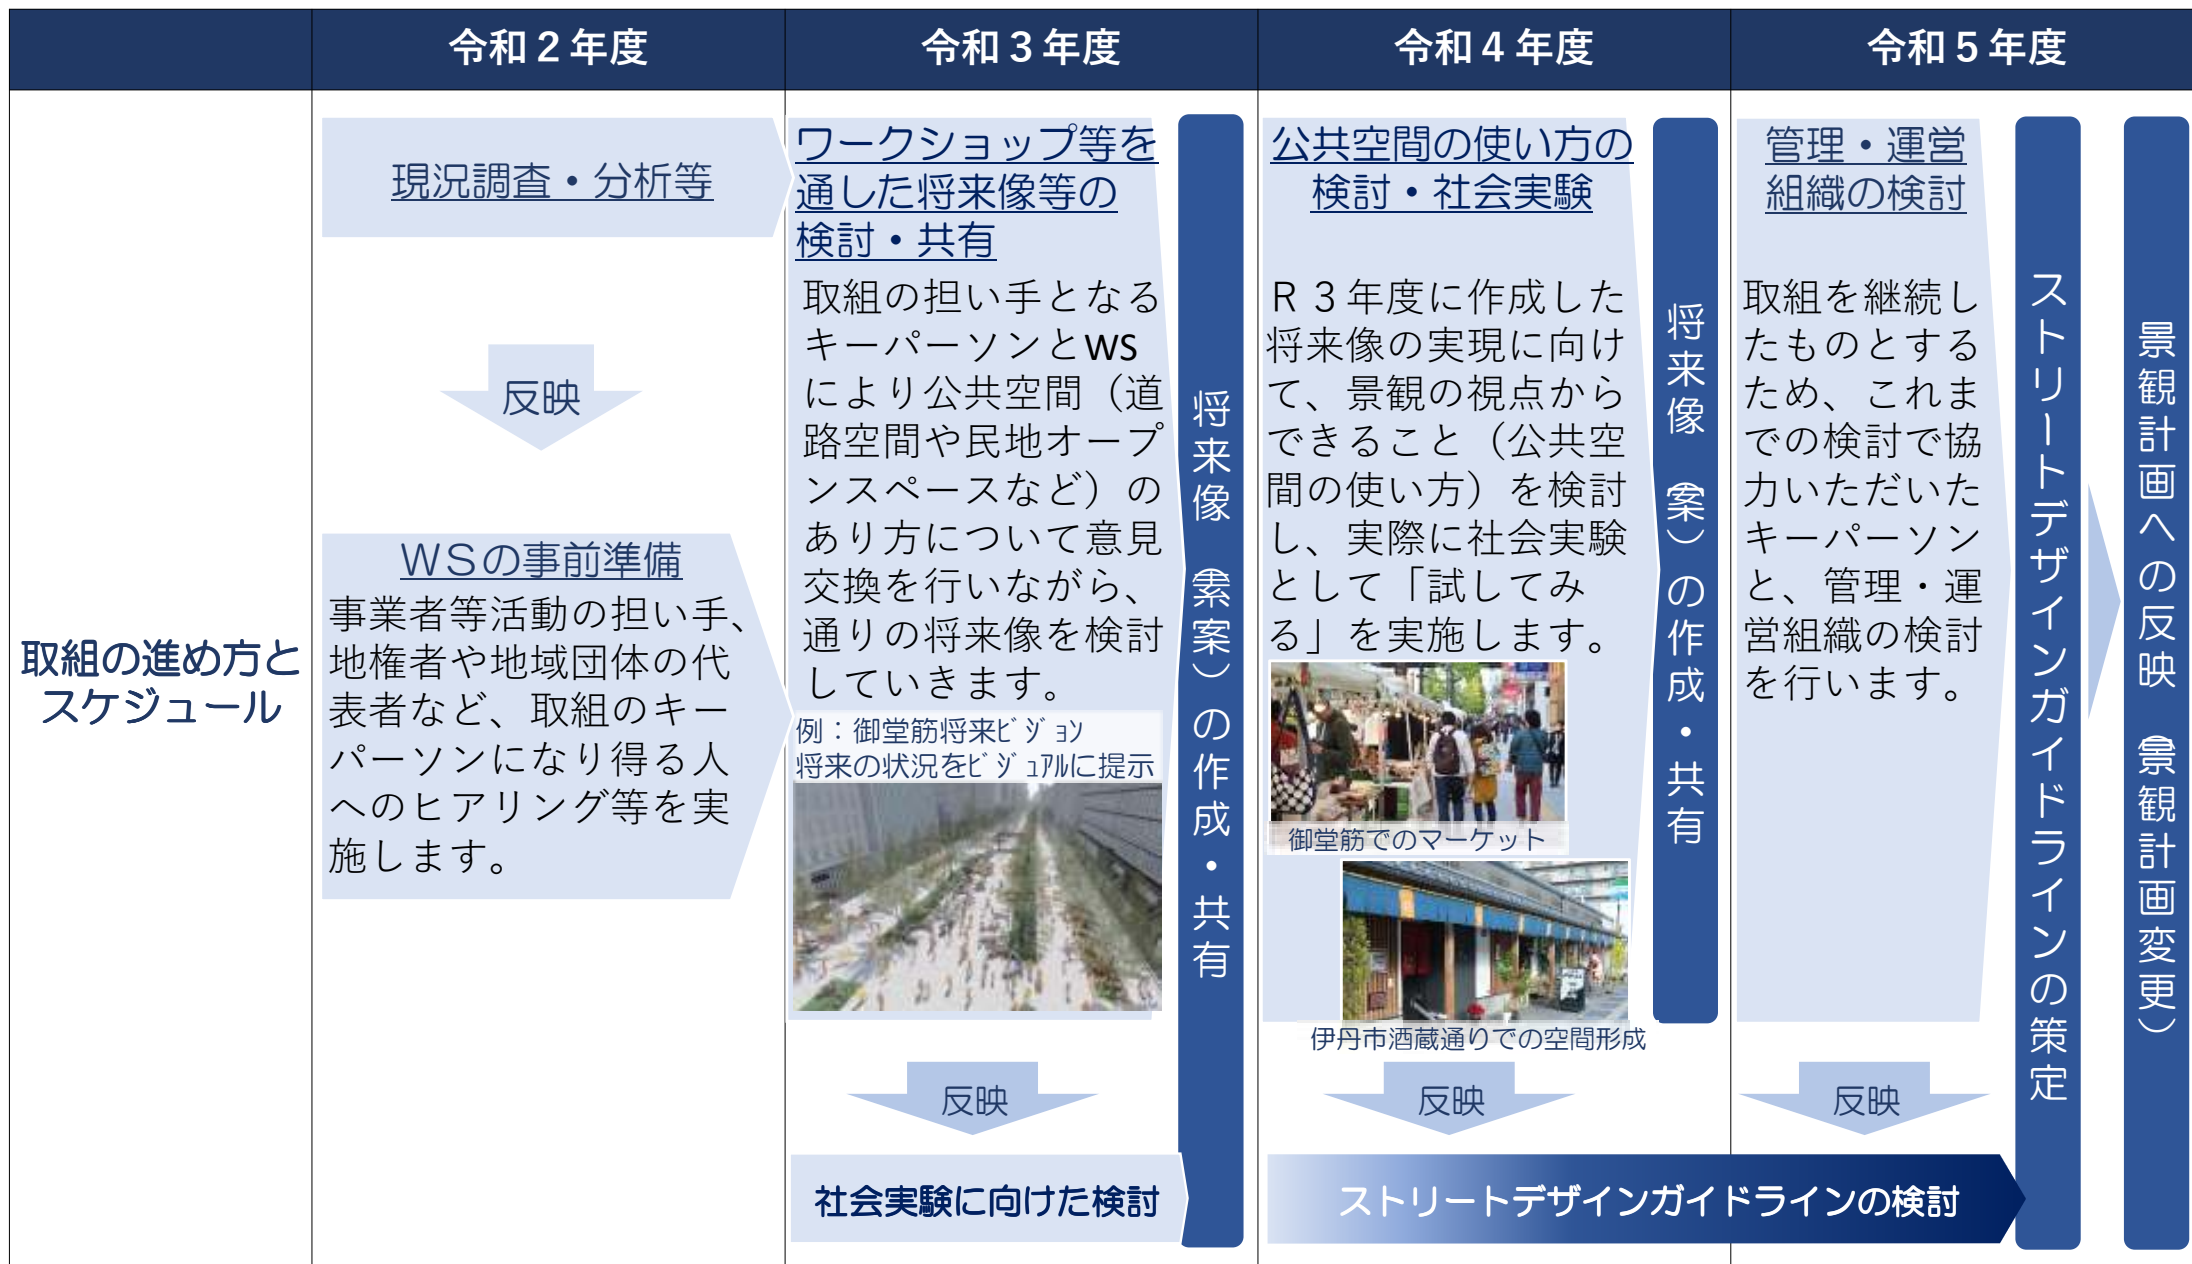 令和２年度
令和３年度
令和４年度
令和５年度
取組の進め方と
スケジュール
現況調査・分析等
反映
ＷＳの事前準備
事業者等活動の担い手、
地権者や地域団体の代
表者など、取組のキー
パーソンになり得る人
へのヒアリング等を実
施します。
ワークショップ等を
通した将来像等の
検討・共有
取組の担い手となる
キーパーソンとWS
により公共空間（道
路空間や民地オープ
ンスペースなど）の
あり方について意見
交換を行いながら、
通りの将来像を検討
していきます。
例：御堂筋将来ﾋﾞｼﾞｮﾝ
将来の状況をﾋﾞｼﾞｭｱﾙに提示
反映
社会実験に向けた検討
将来像（素案）の作成・共有
公共空間の使い方の
検討・社会実験
Ｒ３年度に作成した
将来像の実現に向け
て、景観の視点から
できること（公共空
間の使い方）を検討
し、実際に社会実験
として「試してみ
る」を実施します。
御堂筋でのマーケット
伊丹市酒蔵通りでの空間形成
反映
将来像（案）の作成・共有
管理・運営
組織の検討
取組を継続し
たものとする
ため、これま
での検討で協
力いただいた
キーパーソン
と、管理・運
営組織の検討
を行います。
反映
ストリートデザインガイドラインの検討
ストリートデザインガイドラインの策定
景観計画への反映（景観計画変更）